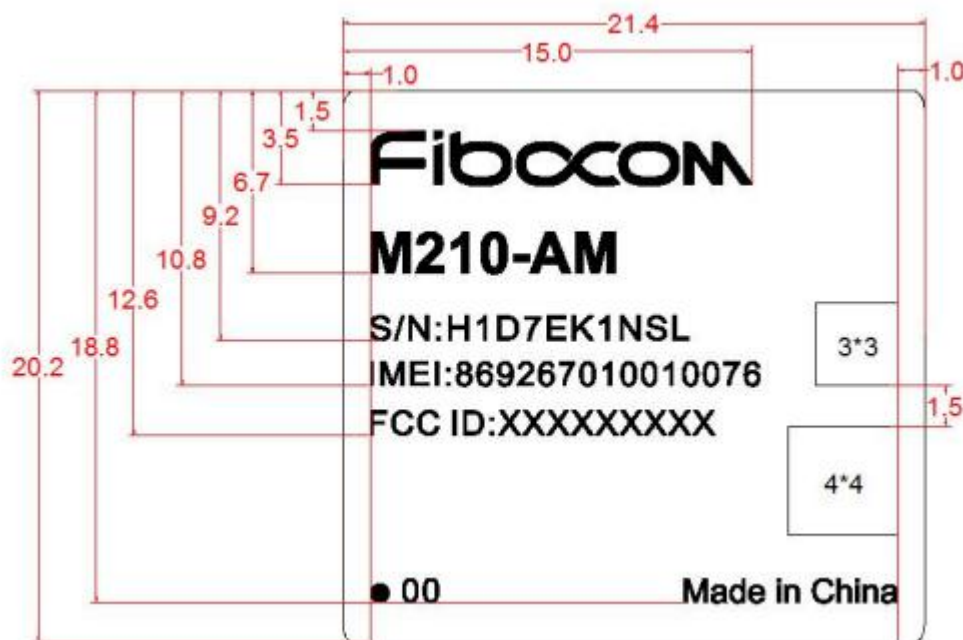 21.4
15.0
1.0 1.0
1.5
3.5
6.7
9.2
10.8
12.6
18.8
20.2
Fibocom
M210-AM
S/N:H1D7EK1NSL
IMEI:869267010010076
FCC ID:XXXXXXXXX
3*3
1.5
4*4
● 00 Made in China